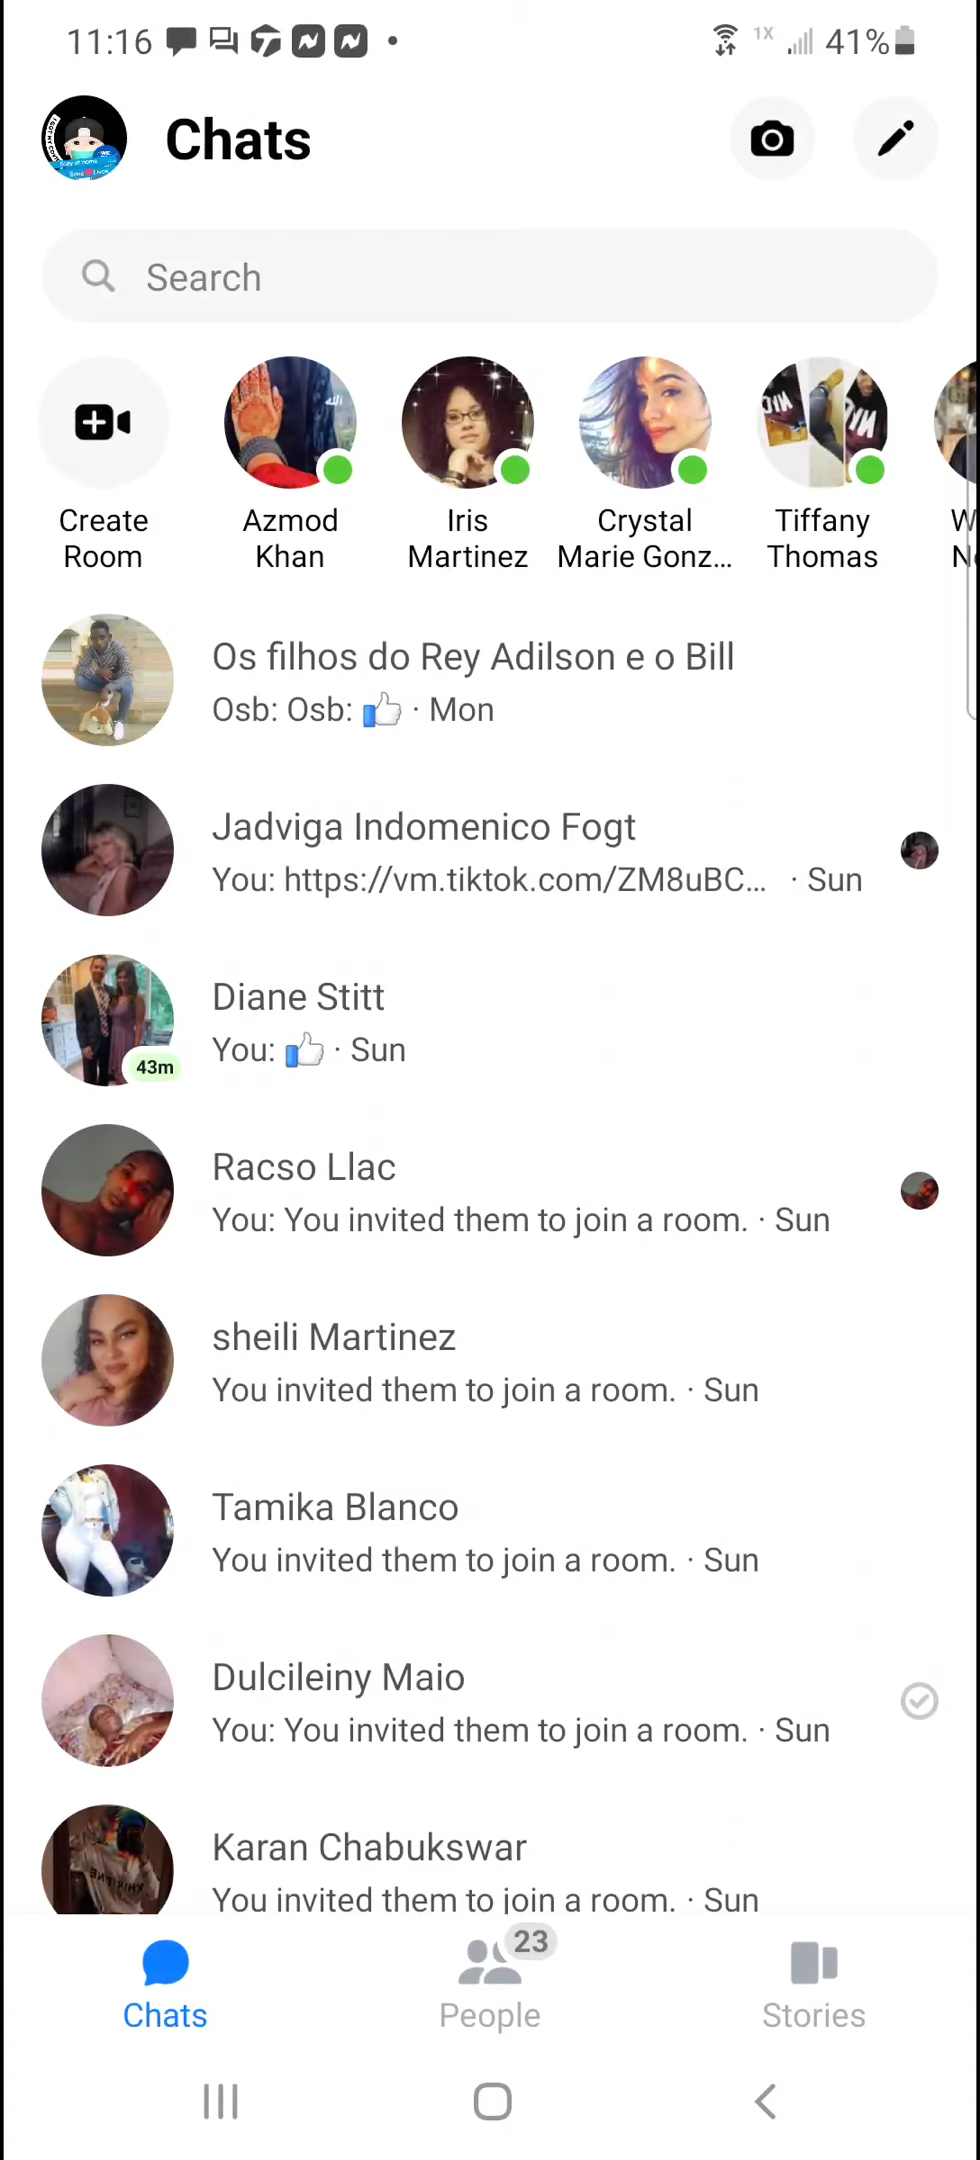 11:16
1X
41%
Chats
Search
Create
Room
Azmod
Khan
Iris
Martinez
Crystal
Marie Gonz...
Tiffany
Thomas
Os filhos do Rey Adilson e o Bill
Osb: Osb: 👍 · Mon
Jadviga Indomenico Fogt
You: https://vm.tiktok.com/ZM8uBC... · Sun
Diane Stitt
You: 👍 · Sun
43m
Racso Llac
You: You invited them to join a room. · Sun
sheili Martinez
You invited them to join a room. · Sun
Tamika Blanco
You invited them to join a room. · Sun
Dulcileiny Maio
You: You invited them to join a room. · Sun
Karan Chabukswar
You invited them to join a room. · Sun
23
Chats
People
Stories